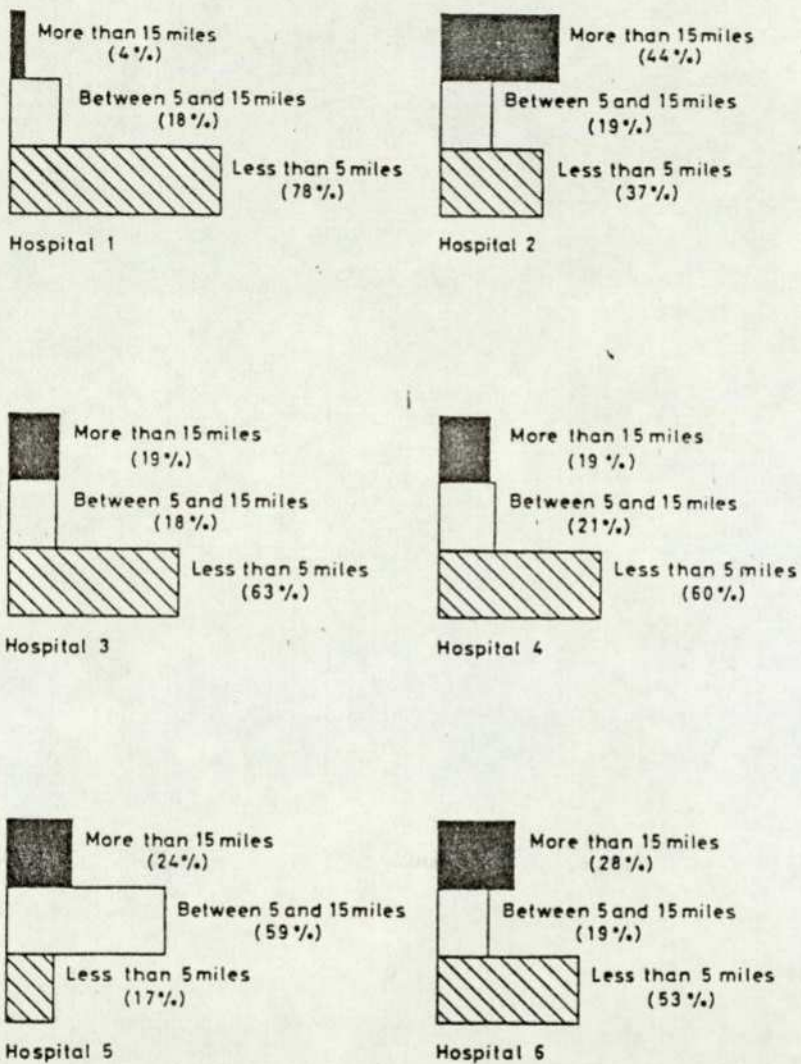 More than 15 miles
(4%)
Between 5 and 15 miles
(18%)
Less than 5 miles
(78%)
Hospital 1
More than 15 miles
(44%)
Between 5 and 15 miles
(19%)
Less than 5 miles
(37%)
Hospital 2
More than 15 miles
(19%)
Between 5 and 15 miles
(18%)
Less than 5 miles
(63%)
Hospital 3
More than 15 miles
(19%)
Between 5 and 15 miles
(21%)
Less than 5 miles
(60%)
Hospital 4
More than 15 miles
(24%)
Between 5 and 15 miles
(59%)
Less than 5 miles
(17%)
Hospital 5
More than 15 miles
(28%)
Between 5 and 15 miles
(19%)
Less than 5 miles
(53%)
Hospital 6